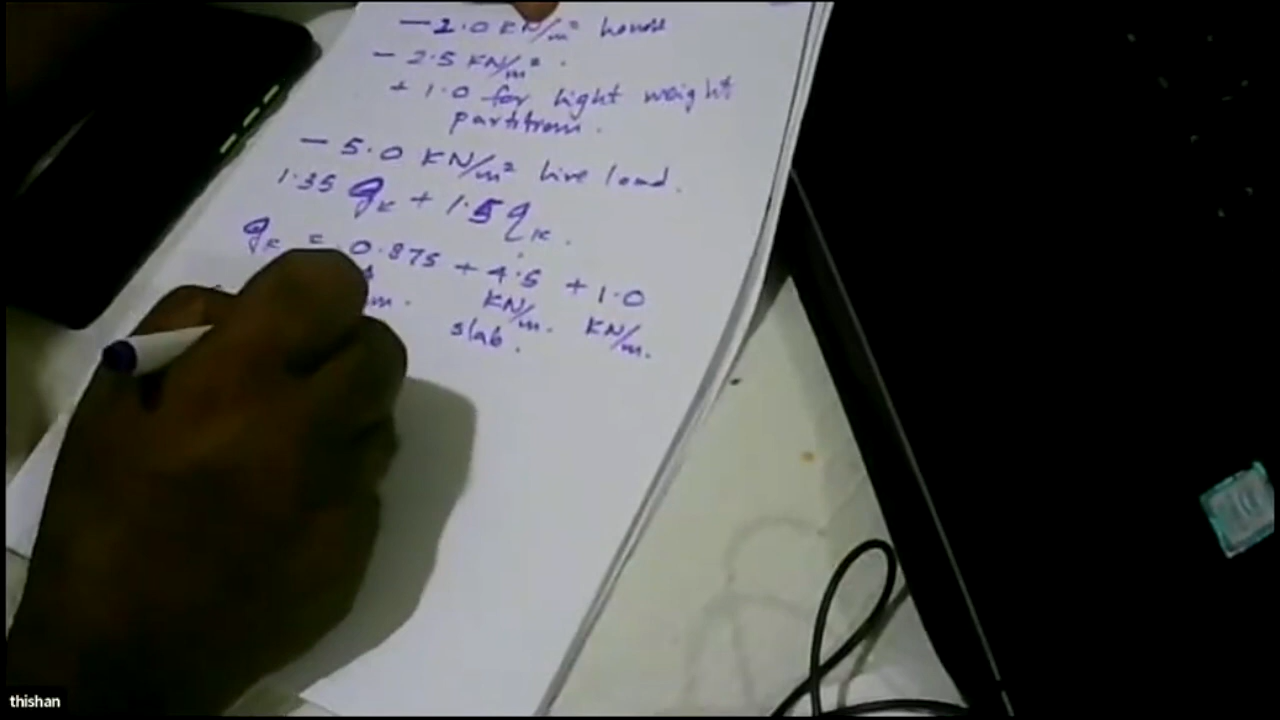 - 2.0 KN/m²
- 2.5 KN/m².
+ 1.0 for light weight
partition.
- 5.0 KN/m² live load.
1.35 gk + 1.5 qk.
gk = 0.875 + 4.5 + 1.0
m. KN/m. KN/m.
slab.
thishan